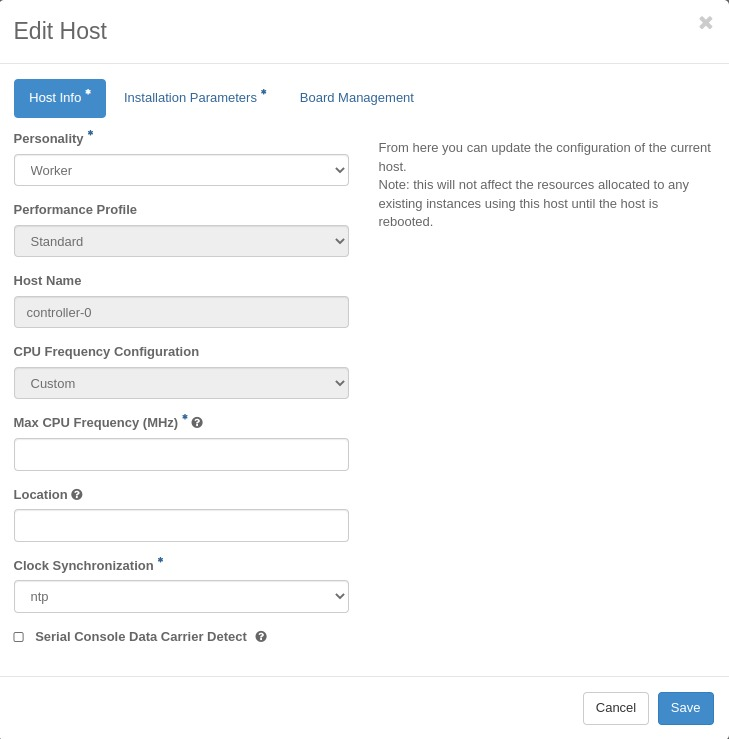 Edit Host
Host Info *
Installation Parameters *
Board Management
Personality *
Worker
Performance Profile
Standard
Host Name
controller-0
CPU Frequency Configuration
Custom
Max CPU Frequency (MHz) *
Location
Clock Synchronization *
ntp
Serial Console Data Carrier Detect
From here you can update the configuration of the current
host.
Note: this will not affect the resources allocated to any
existing instances using this host until the host is
rebooted.
Cancel
Save